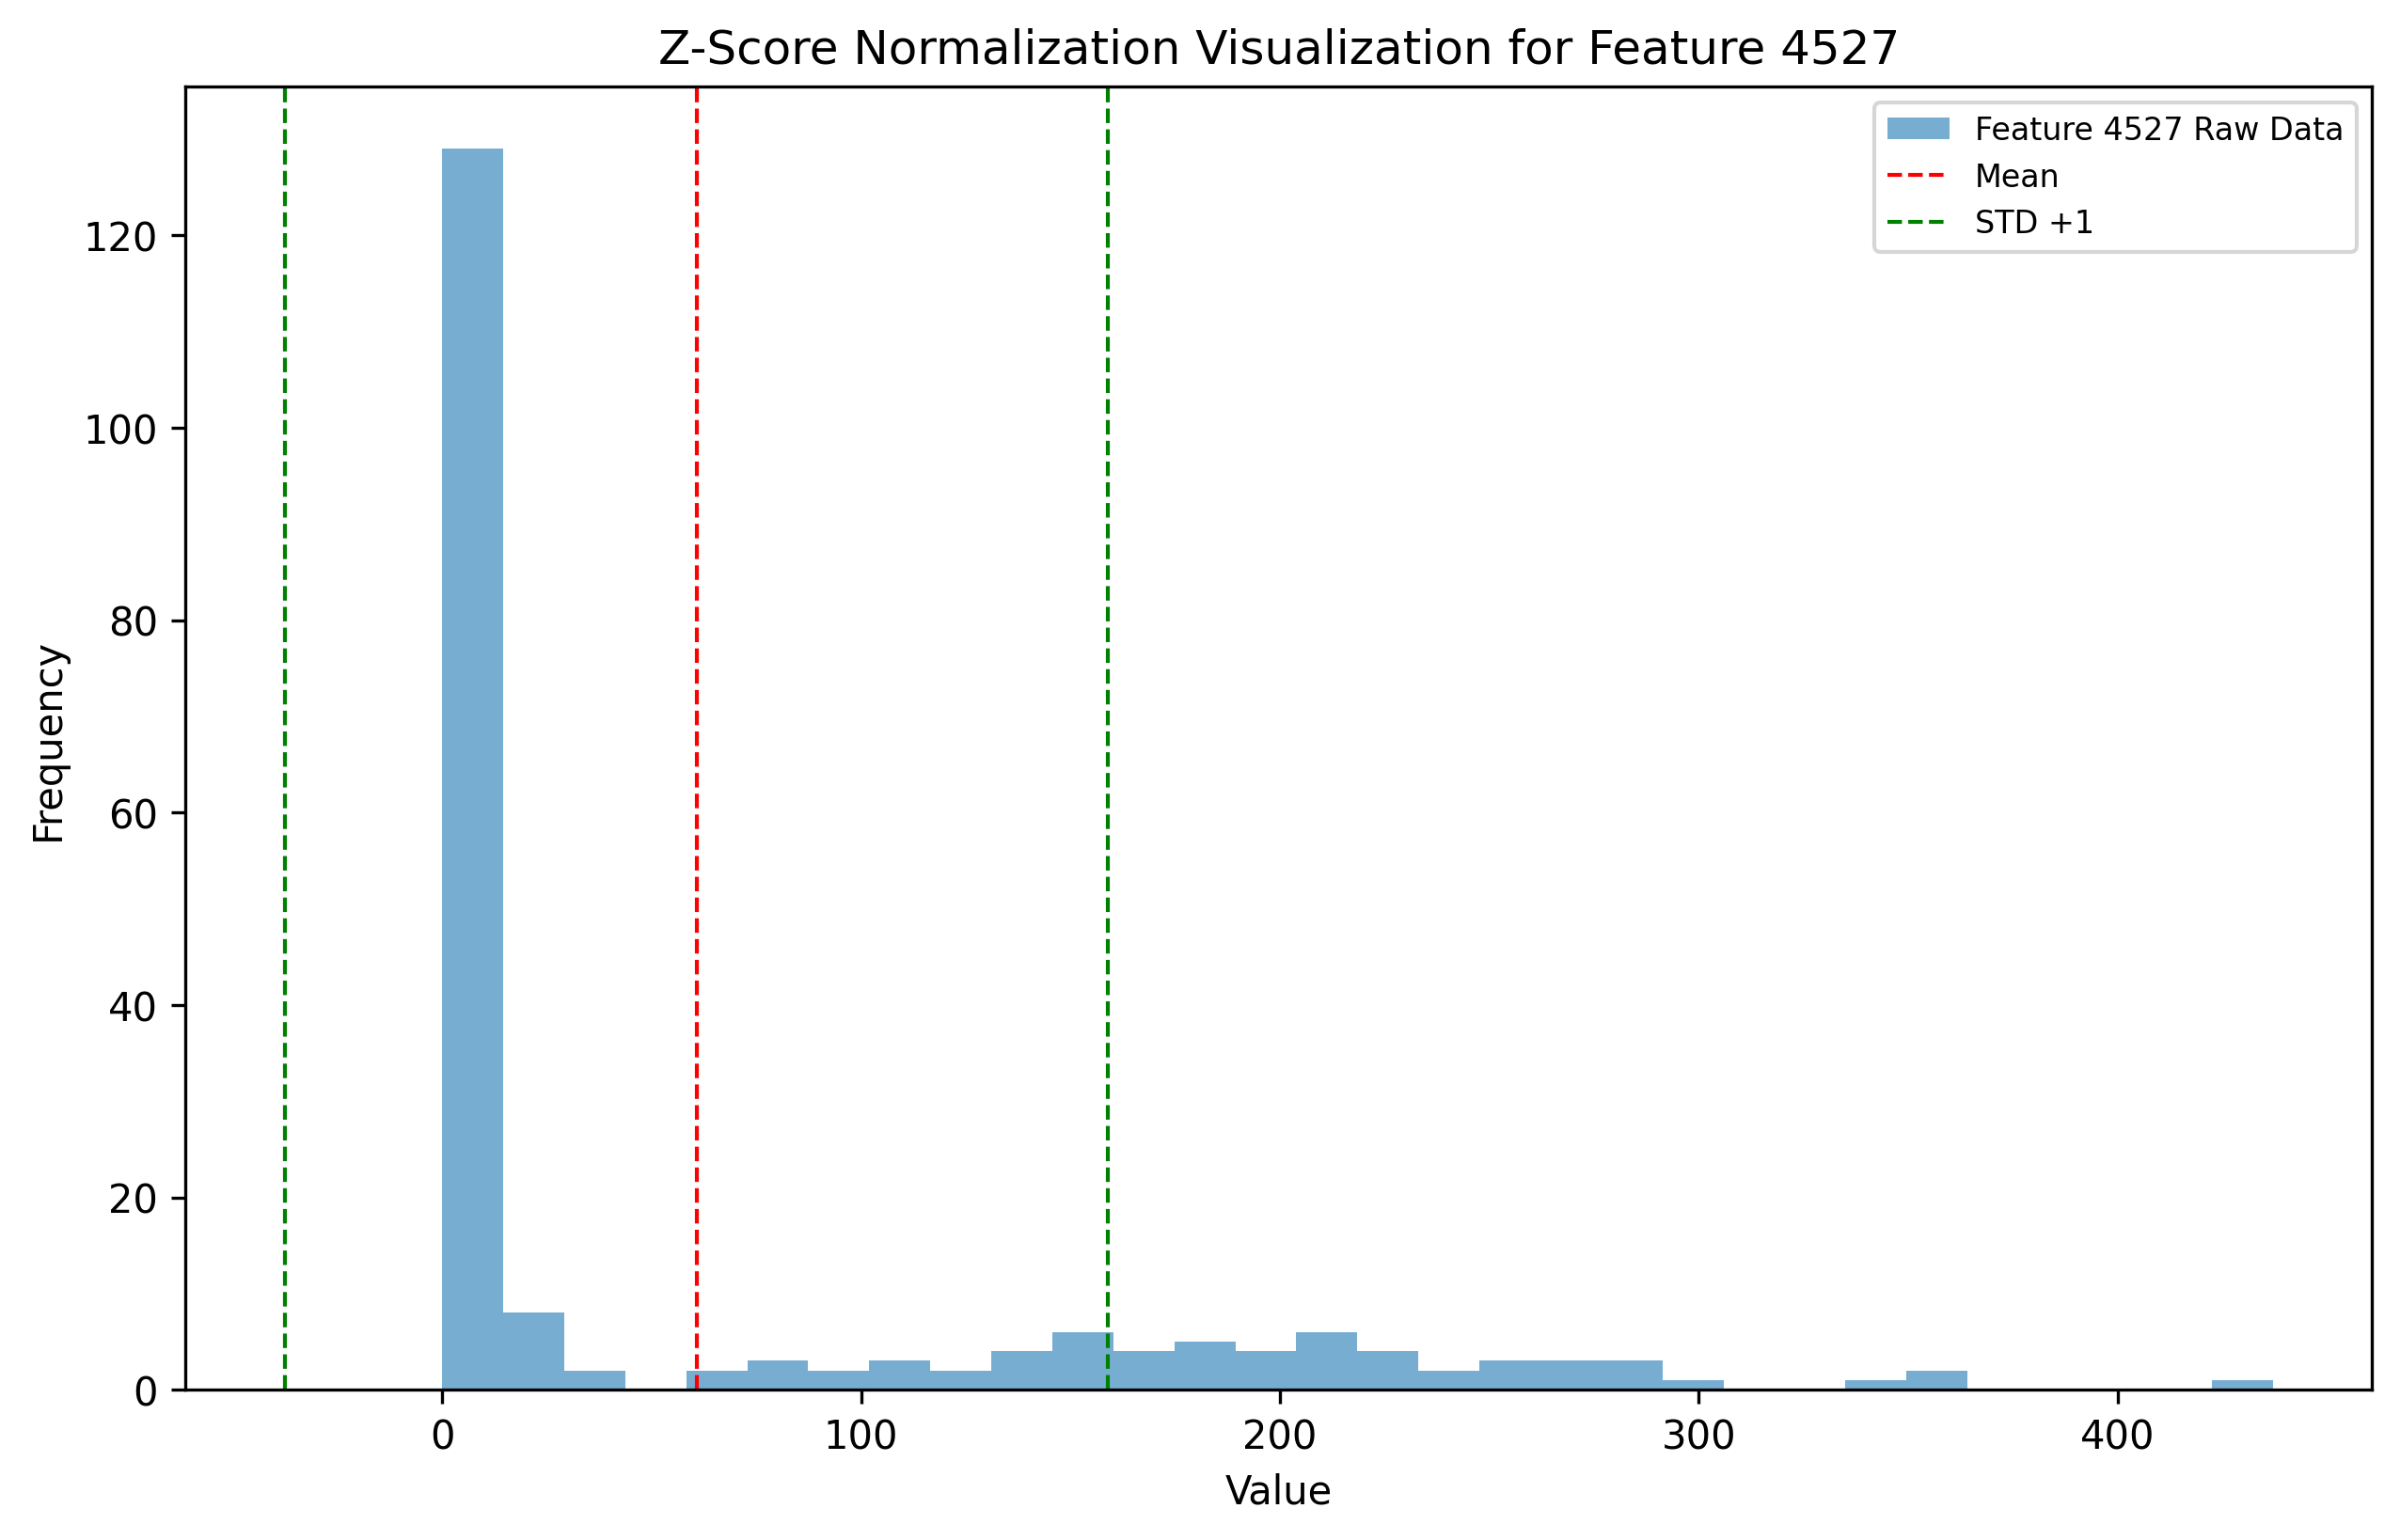 Z-Score Normalization Visualization for Feature 4527
Feature 4527 Raw Data
Mean
STD +1
120
100
80
60
40
20
0
Frequency
0 100 200 300 400
Value